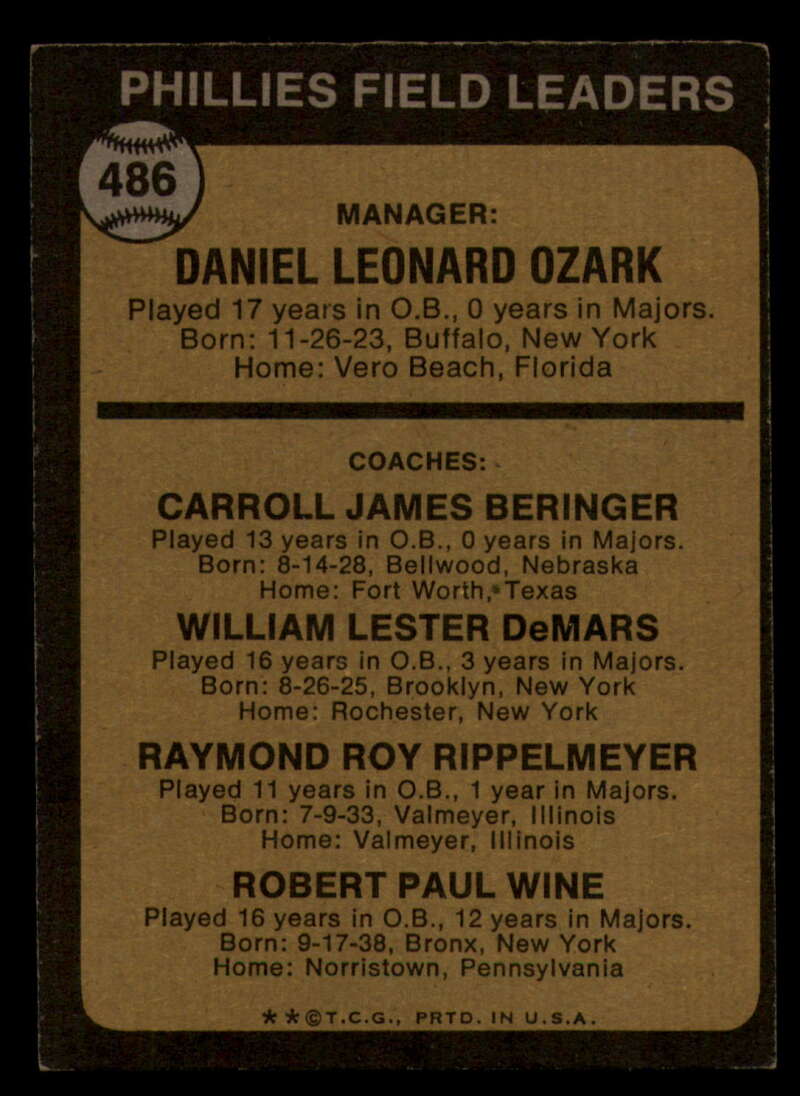 PHILLIES FIELD LEADERS
486
MANAGER:
DANIEL LEONARD OZARK
Played 17 years in O.B., 0 years in Majors.
Born: 11-26-23, Buffalo, New York
Home: Vero Beach, Florida
COACHES:
CARROLL JAMES BERINGER
Played 13 years in O.B., 0 years in Majors.
Born: 8-14-28, Bellwood, Nebraska
Home: Fort Worth, Texas
WILLIAM LESTER DeMARS
Played 16 years in O.B., 3 years in Majors.
Born: 8-26-25, Brooklyn, New York
Home: Rochester, New York
RAYMOND ROY RIPPELMEYER
Played 11 years in O.B., 1 year in Majors.
Born: 7-9-33, Valmeyer, Illinois
Home: Valmeyer, Illinois
ROBERT PAUL WINE
Played 16 years in O.B., 12 years in Majors.
Born: 9-17-38, Bronx, New York
Home: Norristown, Pennsylvania
**©T.C.G., PRTD. IN U.S.A.